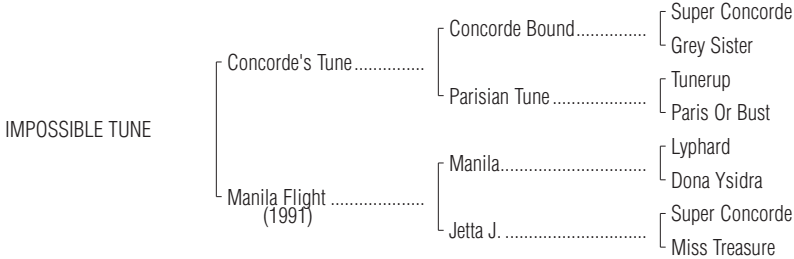 Super Concorde
Concorde Bound...............
Grey Sister
Concorde's Tune...............
Tunerup
Parisian Tune....................
Paris Or Bust
IMPOSSIBLE TUNE
Lyphard
Manila...............................
Dona Ysidra
Manila Flight ....................
(1991)
Super Concorde
Jetta J. ..............................
Miss Treasure